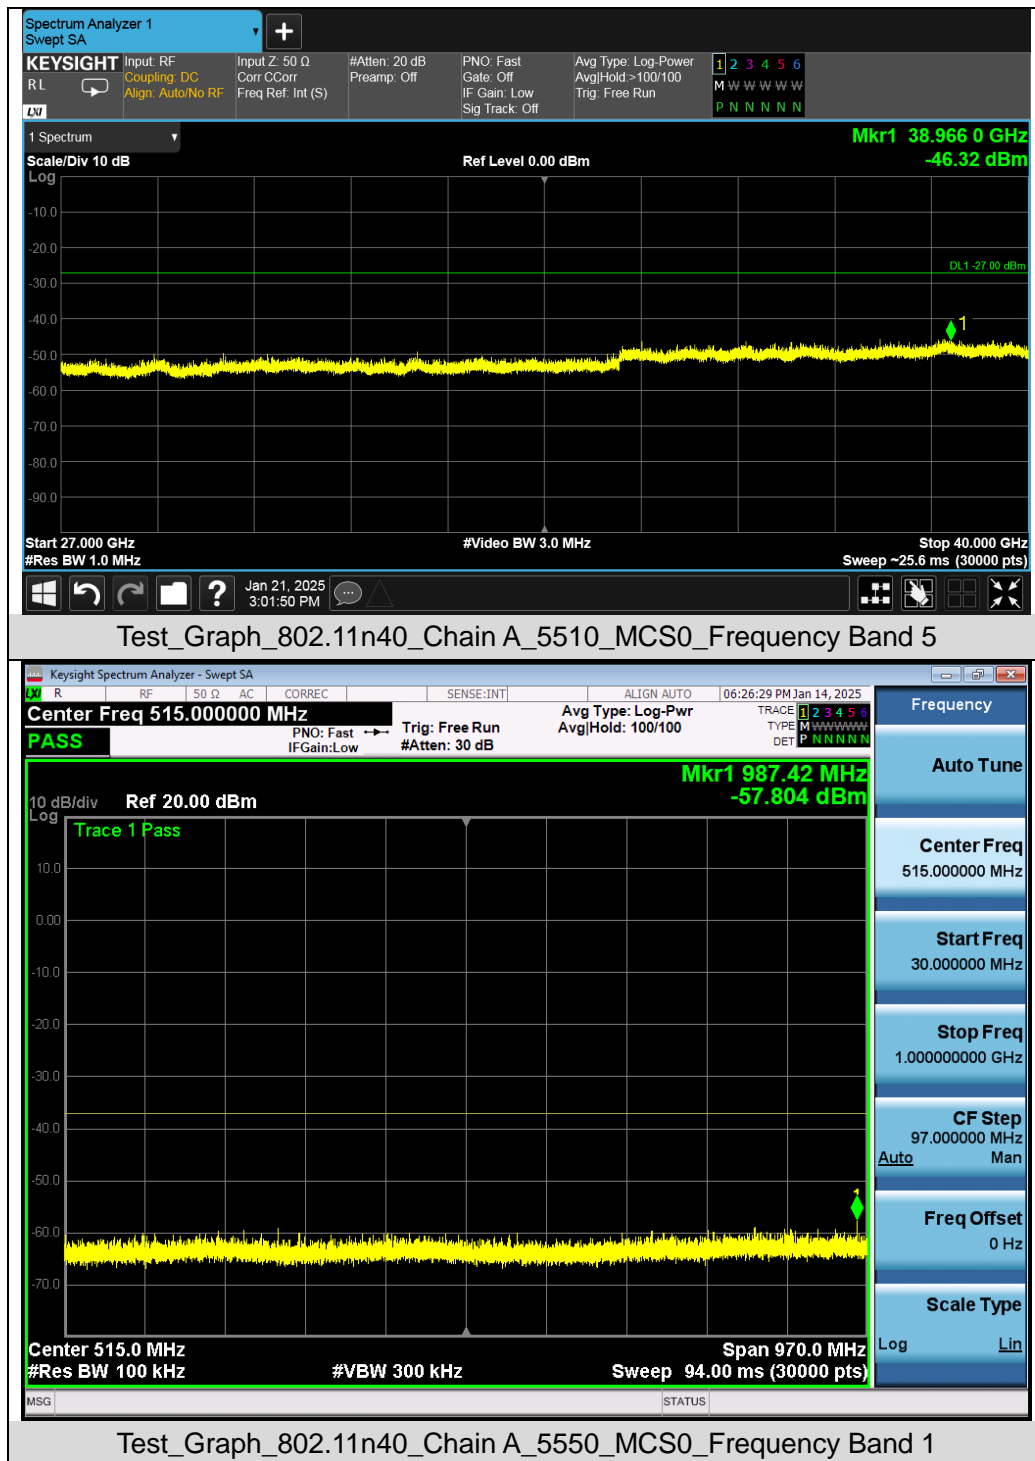 Spectrum Analyzer 1
Swept SA
+
KEYSIGHT
RL
LXI
Input: RF
Coupling: DC
Align: Auto/No RF
Input Z: 50 Ω
Corr CCorr
Freq Ref: Int (S)
#Atten: 20 dB
Preamp: Off
PNO: Fast
Gate: Off
IF Gain: Low
Sig Track: Off
Avg Type: Log-Power
Avg|Hold:>100/100
Trig: Free Run
1 2 3 4 5 6
M W W W W W
P N N N N N
1 Spectrum
Mkr1 38.966 0 GHz
Scale/Div 10 dB
Ref Level 0.00 dBm
-46.32 dBm
Log
-10.0
-20.0
DL1 -27.00 dBm
-30.0
-40.0
1
-50.0
-60.0
-70.0
-80.0
-90.0
Start 27.000 GHz
#Video BW 3.0 MHz
Stop 40.000 GHz
#Res BW 1.0 MHz
Sweep ~25.6 ms (30000 pts)
?
Jan 21, 2025
3:01:50 PM
Test_Graph_802.11n40_Chain A_5510_MCS0_Frequency Band 5
Keysight Spectrum Analyzer - Swept SA
LXI R RF 50 Ω AC CORREC SENSE:INT ALIGN AUTO 06:26:29 PM Jan 14, 2025
Center Freq 515.000000 MHz
PASS
PNO: Fast
IFGain:Low
Trig: Free Run
#Atten: 30 dB
Avg Type: Log-Pwr
Avg|Hold: 100/100
TRACE 1 2 3 4 5 6
TYPE M W W W W W
DET P N N N N N
Mkr1 987.42 MHz
-57.804 dBm
10 dB/div Ref 20.00 dBm
Log
Trace 1 Pass
10.0
0.00
-10.0
-20.0
-30.0
-40.0
-50.0
1
-60.0
-70.0
Center 515.0 MHz
Span 970.0 MHz
#Res BW 100 kHz
#VBW 300 kHz
Sweep 94.00 ms (30000 pts)
MSG
STATUS
Frequency
Auto Tune
Center Freq
515.000000 MHz
Start Freq
30.000000 MHz
Stop Freq
1.000000000 GHz
CF Step
97.000000 MHz
Auto Man
Freq Offset
0 Hz
Scale Type
Log Lin
Test_Graph_802.11n40_Chain A_5550_MCS0_Frequency Band 1